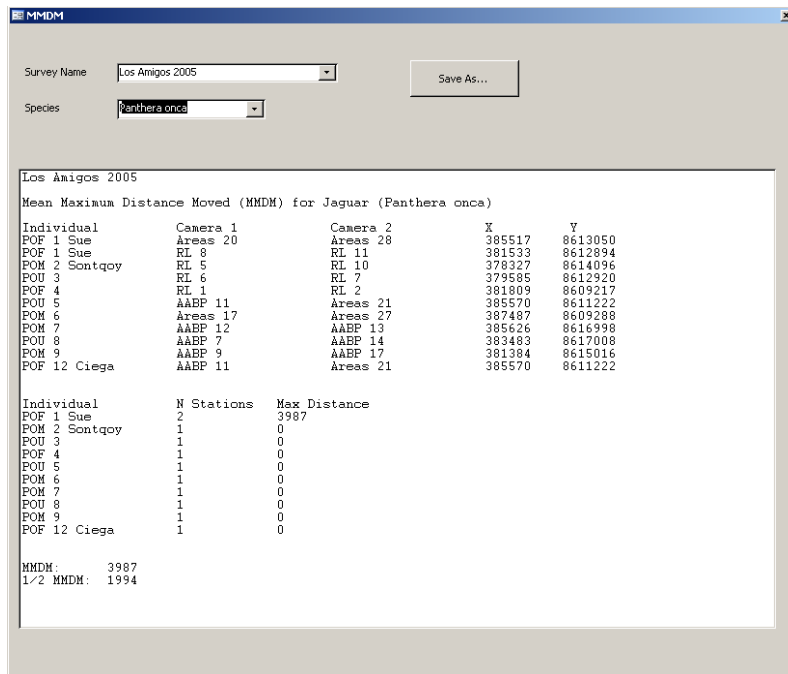 MMDM
Survey Name Los Amigos 2005 Save As...
Species Panthera onca
Los Amigos 2005
Mean Maximum Distance Moved (MMDM) for Jaguar (Panthera onca)
Individual Camera 1 Camera 2 X Y
POF 1 Sue Areas 20 Areas 28 385517 8613050
POF 1 Sue RL 8 RL 11 381533 8612894
POM 2 Sontqoy RL 5 RL 10 378327 8614096
POU 3 RL 6 RL 7 379585 8612920
POF 4 RL 1 RL 2 381809 8609217
POU 5 AABP 11 Areas 21 385570 8611222
POM 6 Areas 17 Areas 27 387487 8609288
POM 7 AABP 12 AABP 13 385626 8616998
POU 8 AABP 7 AABP 14 383483 8617008
POM 9 AABP 9 AABP 17 381384 8615016
POF 12 Ciega AABP 11 Areas 21 385570 8611222
Individual N Stations Max Distance
POF 1 Sue 2 3987
POM 2 Sontqoy 1 0
POU 3 1 0
POF 4 1 0
POU 5 1 0
POM 6 1 0
POM 7 1 0
POU 8 1 0
POM 9 1 0
POF 12 Ciega 1 0
MMDM: 3987
1/2 MMDM: 1994